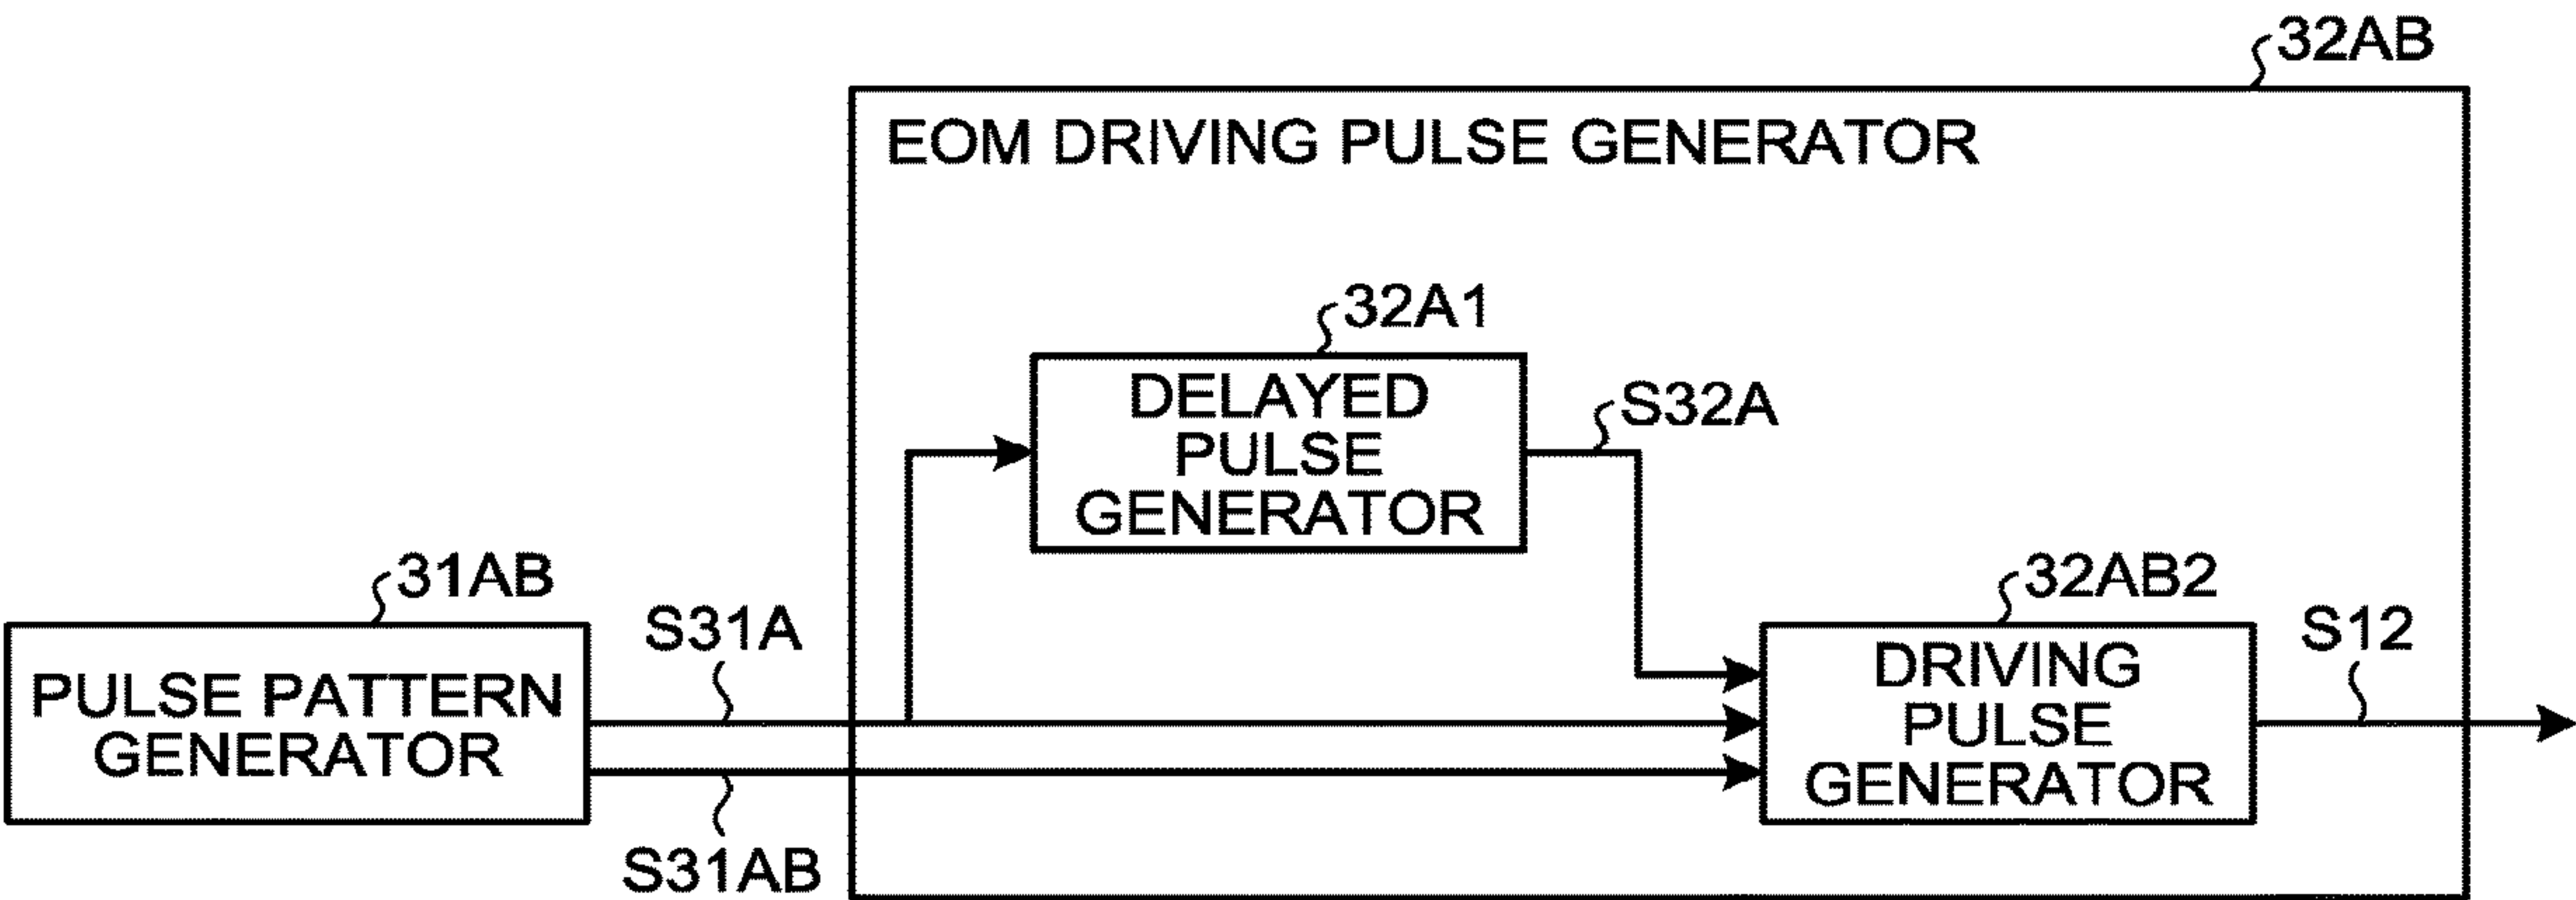 32AB
EOM DRIVING PULSE GENERATOR
32A1
DELAYED
PULSE
GENERATOR
S32A
31AB
PULSE PATTERN
GENERATOR
S31A
S31AB
32AB2
DRIVING
PULSE
GENERATOR
S12